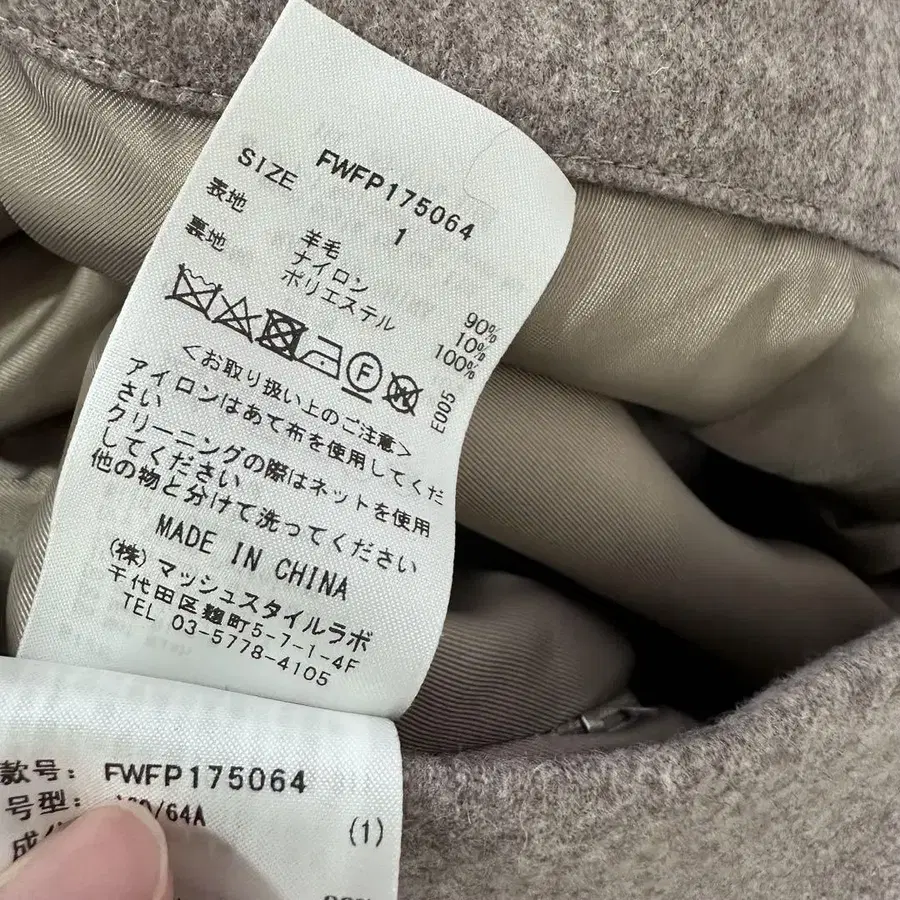 FWFP175064
SIZE 1
表地 羊毛 90%
ナイロン 10%
裏地 ポリエステル 100%
F
E005
<お取り扱い上のご注意>
アイロンはあて布を使用してくだ
さい
クリーニングの際はネットを使用
してください
他の物と分けて洗ってください
MADE IN CHINA
(株)マッシュスタイルラボ
千代田区麹町5-7-1-4F
TEL 03-5778-4105
款号: FWFP175064
号型: /64A (1)